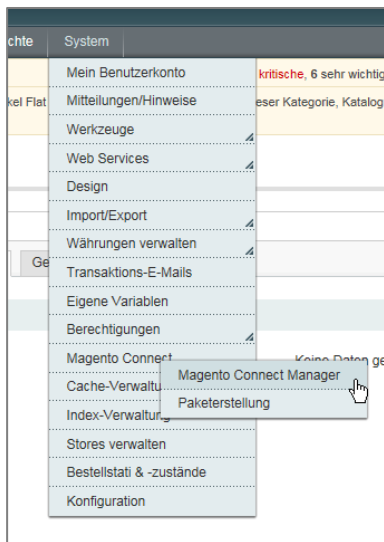 chte System
Mein Benutzerkonto
kritische, 6 sehr wichtig
Mitteilungen/Hinweise
kel Flat
eser Kategorie, Katalog
Werkzeuge
Web Services
Design
Import/Export
Währungen verwalten
Ge
Transaktions-E-Mails
Eigene Variablen
Berechtigungen
Magento Connect
Keine Daten ge
Magento Connect Manager
Cache-Verwaltu
Paketerstellung
Index-Verwaltung
Stores verwalten
Bestellstati & -zustände
Konfiguration